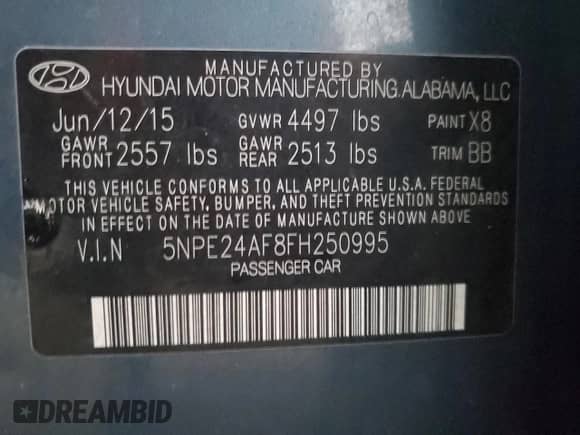 MANUFACTURED BY
HYUNDAI MOTOR MANUFACTURING ALABAMA, LLC
Jun/12/15 GVWR 4497 lbs PAINT X8
GAWR FRONT 2557 lbs GAWR REAR 2513 lbs TRIM BB
THIS VEHICLE CONFORMS TO ALL APPLICABLE U.S.A. FEDERAL
MOTOR VEHICLE SAFETY, BUMPER, AND THEFT PREVENTION STANDARDS
IN EFFECT ON THE DATE OF MANUFACTURE SHOWN ABOVE
V.I.N 5NPE24AF8FH250995
PASSENGER CAR
DREAMBID